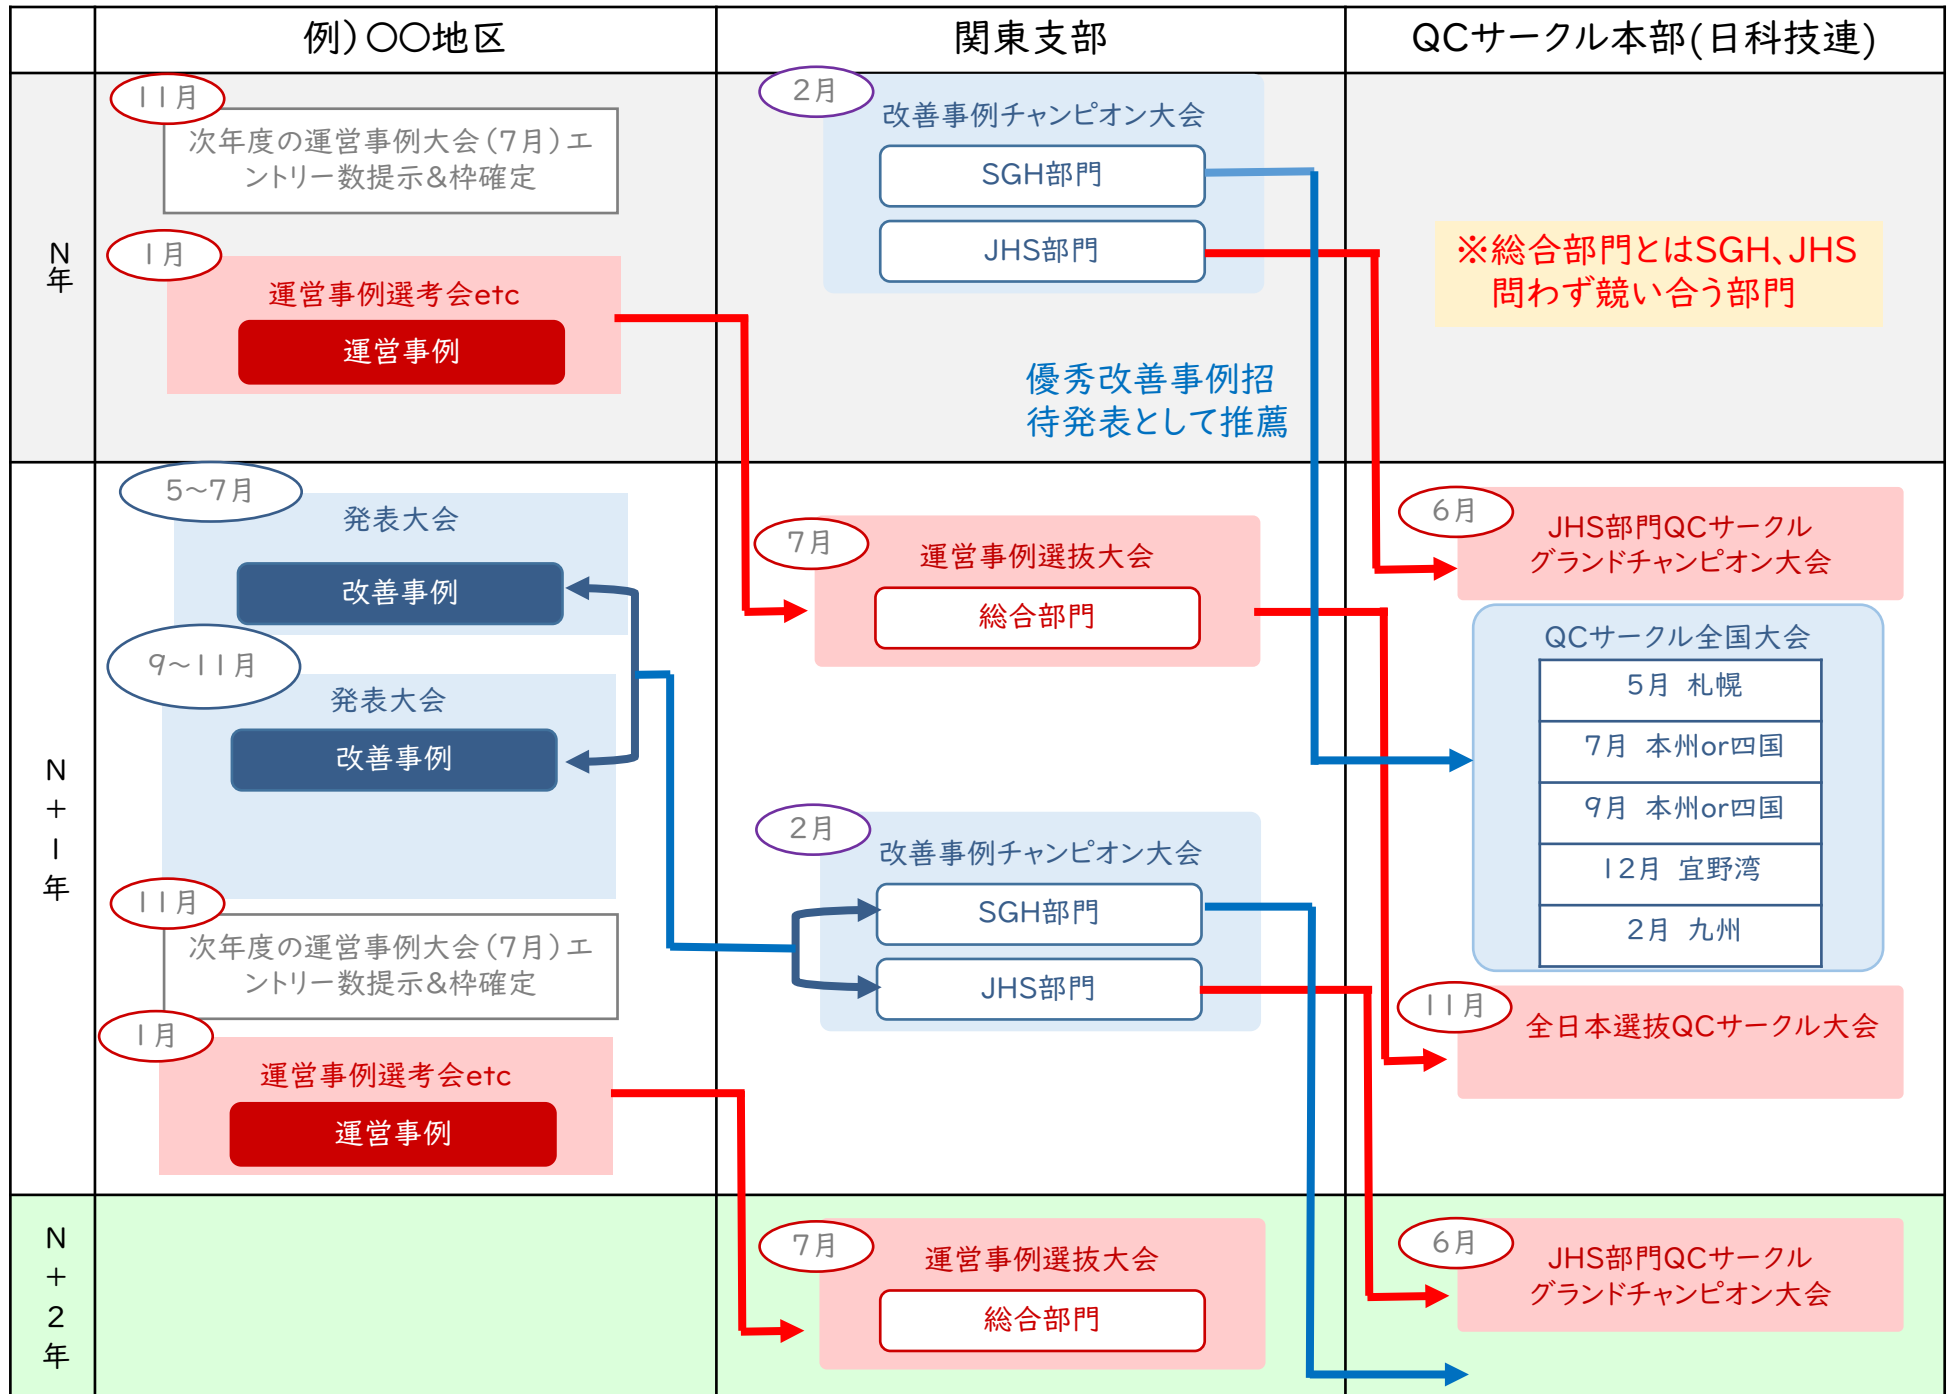 例)〇〇地区
関東支部
QCサークル本部(日科技連)
N
年
11月
次年度の運営事例大会(7月)エ
ントリー数提示&枠確定
1月
運営事例選考会etc
運営事例
2月
改善事例チャンピオン大会
SGH部門
JHS部門
優秀改善事例招
待発表として推薦
※総合部門とはSGH、JHS
問わず競い合う部門
N
+
1
年
5~7月
発表大会
改善事例
9~11月
発表大会
改善事例
11月
次年度の運営事例大会(7月)エ
ントリー数提示&枠確定
1月
運営事例選考会etc
運営事例
7月
運営事例選抜大会
総合部門
2月
改善事例チャンピオン大会
SGH部門
JHS部門
6月
JHS部門QCサークル
グランドチャンピオン大会
QCサークル全国大会
5月 札幌
7月 本州or四国
9月 本州or四国
12月 宜野湾
2月 九州
11月
全日本選抜QCサークル大会
N
+
2
年
7月
運営事例選抜大会
総合部門
6月
JHS部門QCサークル
グランドチャンピオン大会